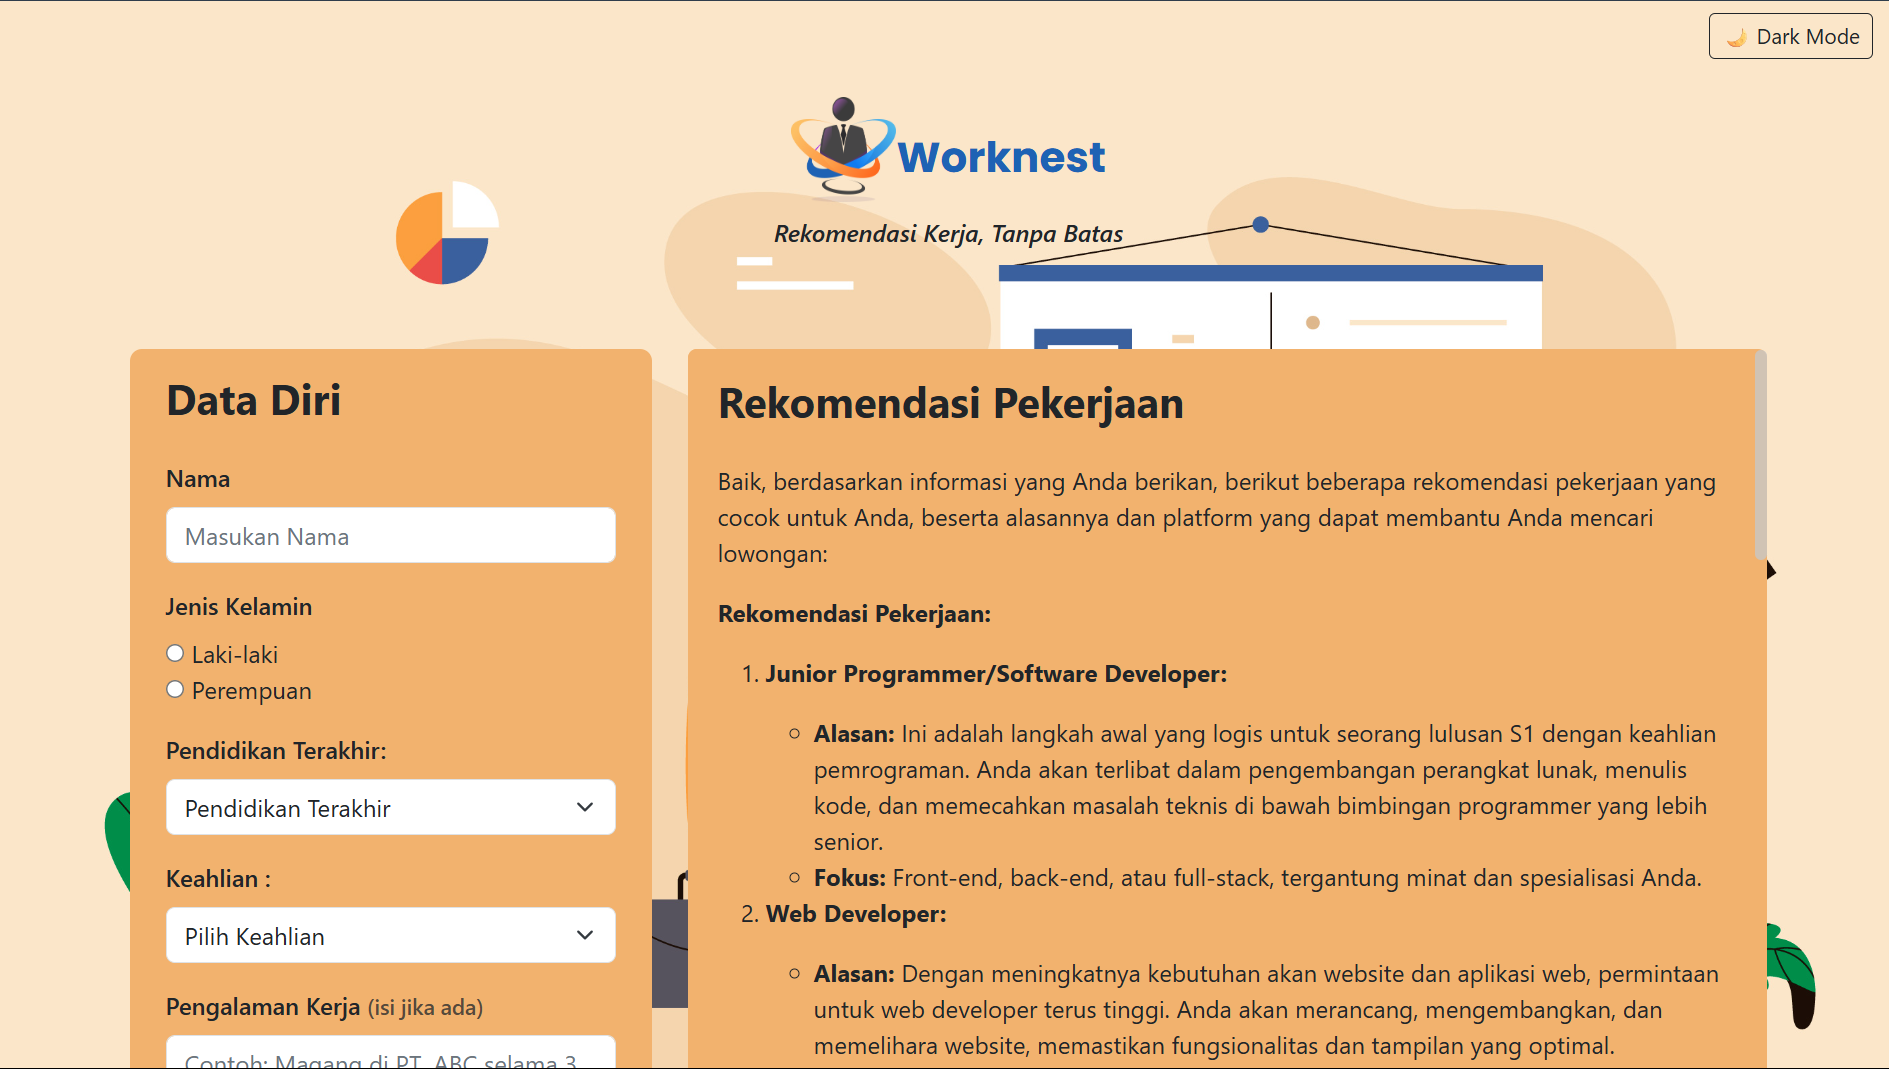 🌙 Dark Mode
Worknest
Rekomendasi Kerja, Tanpa Batas
Data Diri
Nama
Masukan Nama
Jenis Kelamin
Laki-laki
Perempuan
Pendidikan Terakhir:
Pendidikan Terakhir
Keahlian :
Pilih Keahlian
Pengalaman Kerja (isi jika ada)
Contoh: Magang di PT. ABC selama 3
Rekomendasi Pekerjaan
Baik, berdasarkan informasi yang Anda berikan, berikut beberapa rekomendasi pekerjaan yang
cocok untuk Anda, beserta alasannya dan platform yang dapat membantu Anda mencari
lowongan:
Rekomendasi Pekerjaan:
1. Junior Programmer/Software Developer:
○ Alasan: Ini adalah langkah awal yang logis untuk seorang lulusan S1 dengan keahlian
pemrograman. Anda akan terlibat dalam pengembangan perangkat lunak, menulis
kode, dan memecahkan masalah teknis di bawah bimbingan programmer yang lebih
senior.
○ Fokus: Front-end, back-end, atau full-stack, tergantung minat dan spesialisasi Anda.
2. Web Developer:
○ Alasan: Dengan meningkatnya kebutuhan akan website dan aplikasi web, permintaan
untuk web developer terus tinggi. Anda akan merancang, mengembangkan, dan
memelihara website, memastikan fungsionalitas dan tampilan yang optimal.